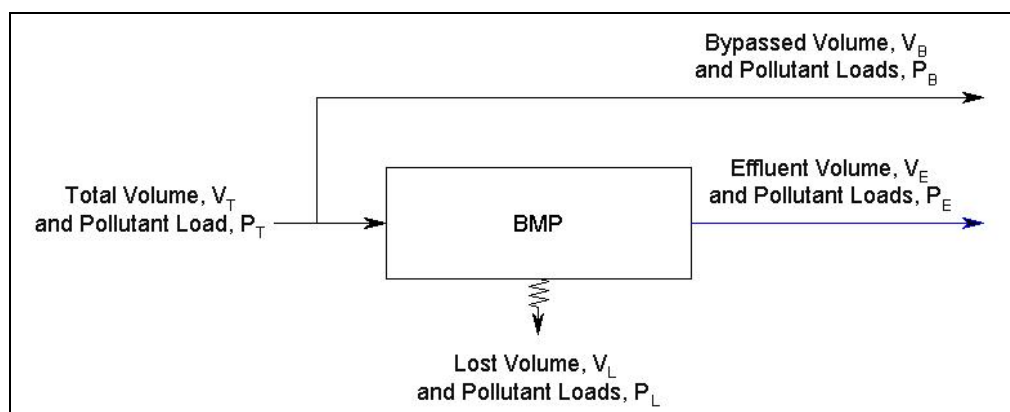 Bypassed Volume, V_B
and Pollutant Loads, P_B
Effluent Volume, V_E
and Pollutant Loads, P_E
Total Volume, V_T
and Pollutant Load, P_T
BMP
Lost Volume, V_L
and Pollutant Loads, P_L